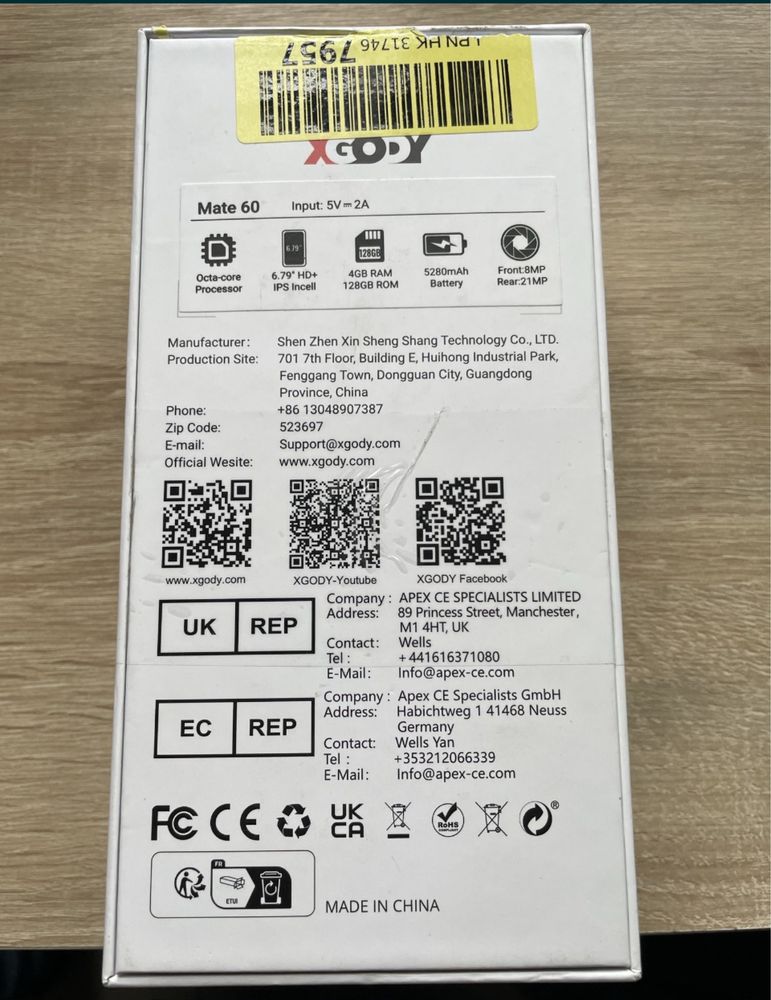 LPN HK 31746 7957
XGODY
Mate 60 Input: 5V⎓2A
6.79"
128GB
Octa-core Processor
6.79" HD+ IPS Incell
4GB RAM 128GB ROM
5280mAh Battery
Front:8MP Rear:21MP
Manufacturer: Shen Zhen Xin Sheng Shang Technology Co., LTD.
Production Site: 701 7th Floor, Building E, Huihong Industrial Park,
Fenggang Town, Dongguan City, Guangdong
Province, China
Phone: +86 13048907387
Zip Code: 523697
E-mail: Support@xgody.com
Official Wesite: www.xgody.com
www.xgody.com XGODY-Youtube XGODY Facebook
UK REP
Company : APEX CE SPECIALISTS LIMITED
Address: 89 Princess Street, Manchester,
M1 4HT, UK
Contact: Wells
Tel : +441616371080
E-Mail: Info@apex-ce.com
EC REP
Company : Apex CE Specialists GmbH
Address: Habichtweg 1 41468 Neuss
Germany
Contact: Wells Yan
Tel : +353212066339
E-Mail: Info@apex-ce.com
FC CE UK CA RoHS COMPLIANT ®
FR
ETUI
MADE IN CHINA